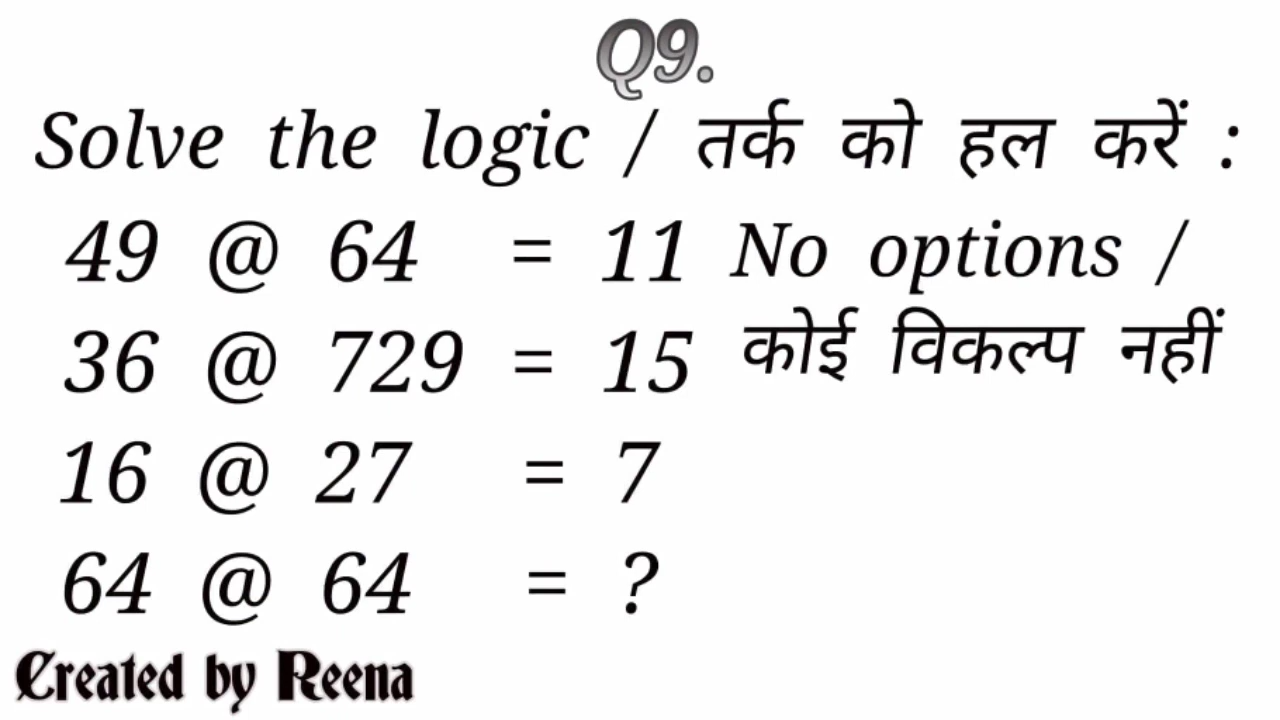 Q9.
Solve the logic / तर्क को हल करें :
49 @ 64 = 11 No options /
36 @ 729 = 15 कोई विकल्प नहीं
16 @ 27 = 7
64 @ 64 = ?
Created by Reena